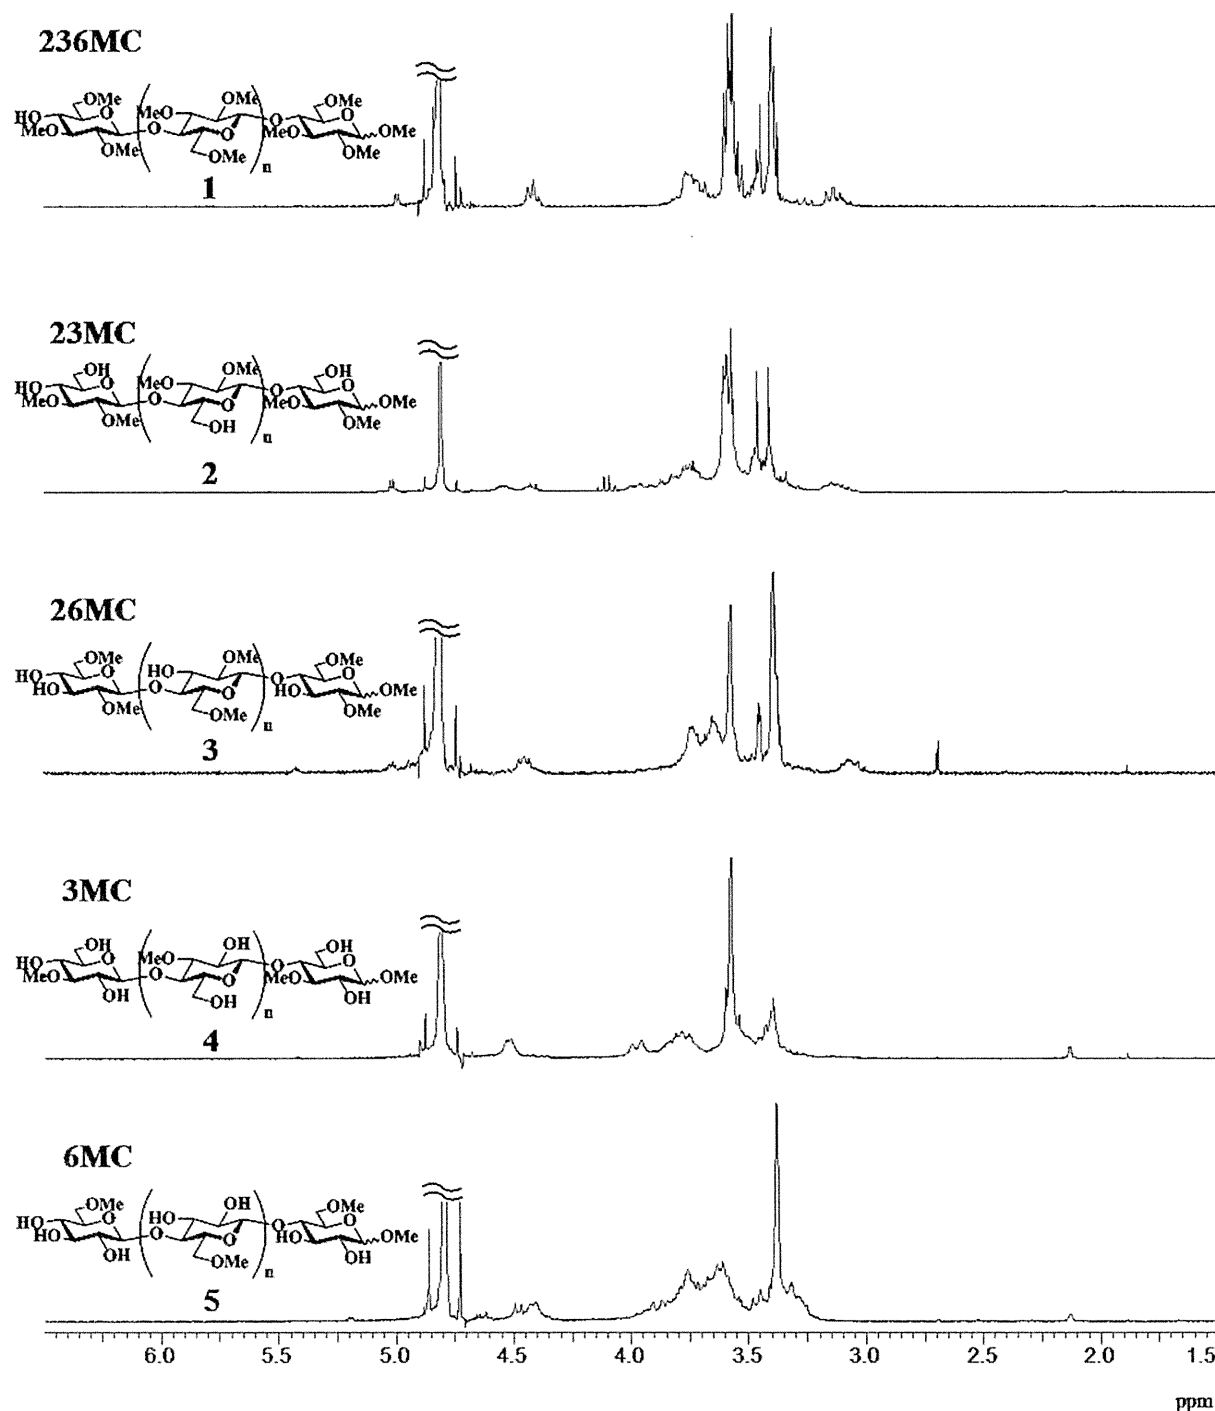 236MC
OMe OMe OMe
HO O MeO O O O OMe
MeO O O MeO
OMe OMe n OMe
1
23MC
OH OMe OH
HO O MeO O O O OMe
MeO O O MeO
OMe OH n OMe
2
26MC
OMe OMe OMe
HO O HO O O O OMe
HO O O HO
OMe OMe n OMe
3
3MC
OH OH OH
HO O MeO O O O OMe
MeO O O MeO
OH OH n OH
4
6MC
OMe OH OMe
HO O HO O O O OMe
HO O O HO
OH OMe n OH
5
6.0 5.5 5.0 4.5 4.0 3.5 3.0 2.5 2.0 1.5
ppm